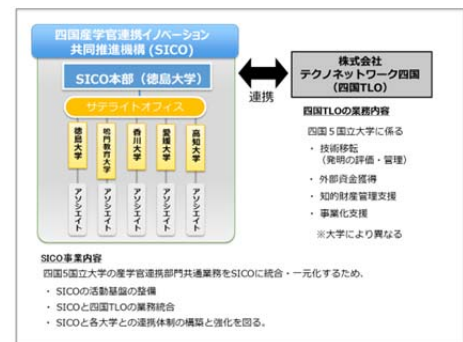 四国産学官連携イノベーション
共同推進機構(SICO)
SICO本部(徳島大学)
サテライトオフィス
徳島大学
鳴門教育大学
香川大学
愛媛大学
高知大学
アソシエイト
アソシエイト
アソシエイト
アソシエイト
アソシエイト
連携
株式会社
テクノネットワーク四国
(四国TLO)
四国TLOの業務内容
四国5国立大学に係る
・ 技術移転
(発明の評価・管理)
・ 外部資金獲得
・ 知的財産管理支援
・ 事業化支援
※大学により異なる
SICO事業内容
四国5国立大学の産学官連携部門共通業務をSICOに統合・一元化するため、
・ SICOの活動基盤の整備
・ SICOと四国TLOの業務統合
・ SICOと各大学との連携体制の構築と強化を図る。